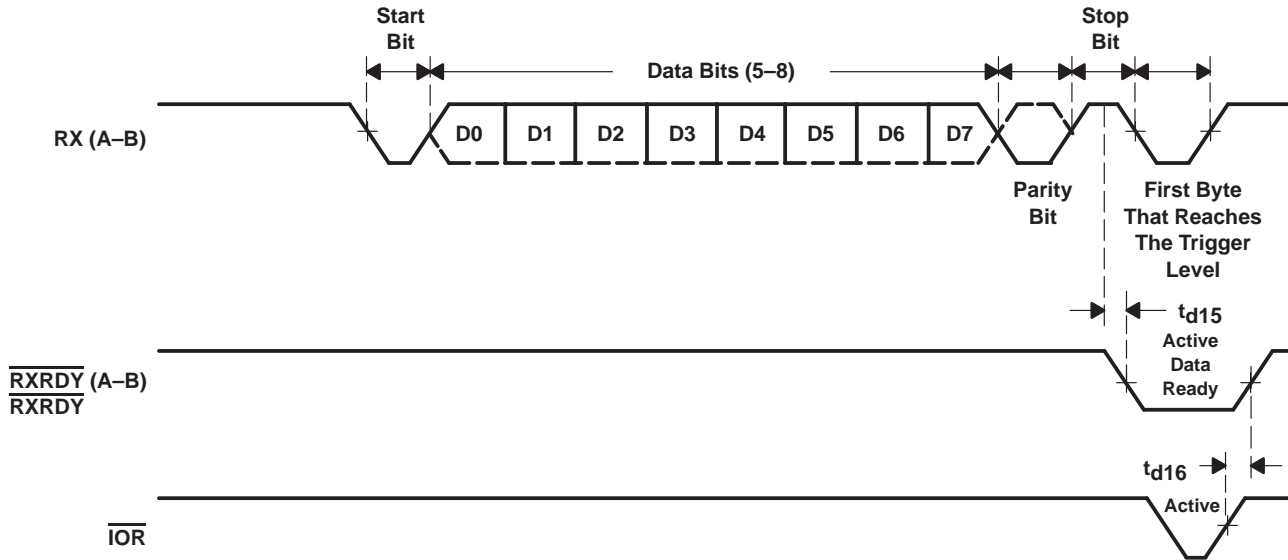 Start
Bit
Data Bits (5–8)
Stop
Bit
RX (A–B)
D0 D1 D2 D3 D4 D5 D6 D7
Parity
Bit
First Byte
That Reaches
The Trigger
Level
td15
RXRDY (A–B)
RXRDY
Active
Data
Ready
td16
IOR
Active